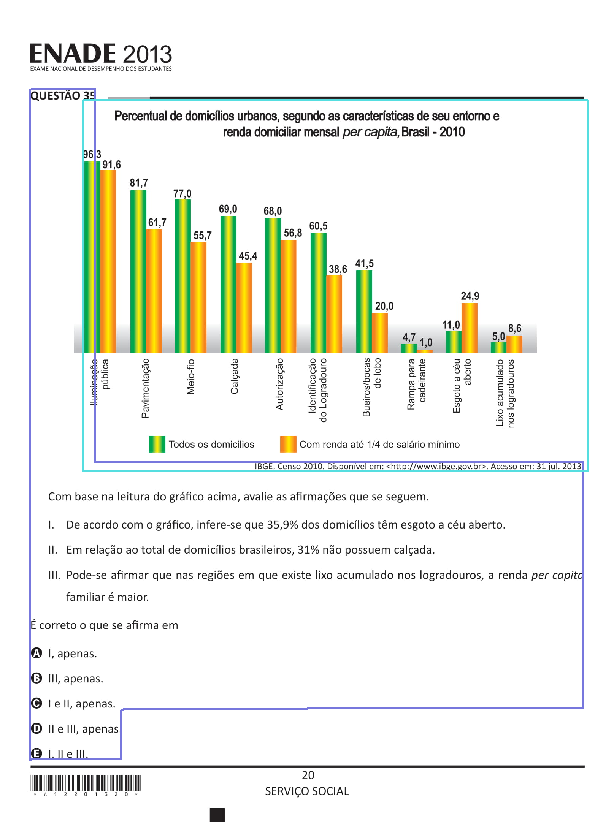 ENADE 2013
EXAME NACIONAL DE DESEMPENHO DOS ESTUDANTES
QUESTÃO 35
Percentual de domicílios urbanos, segundo as características de seu entorno e
renda domiciliar mensal per capita, Brasil - 2010
96,3
91,6
81,7
61,7
77,0
55,7
69,0
45,4
68,0
56,8
60,5
38,6
41,5
20,0
4,7
1,0
11,0
24,9
5,0
8,6
Iluminação
pública
Pavimentação
Meio-fio
Calçada
Autorização
Identificação
do Logradouro
Bueiros/bocas
de lobo
Rampa para
cadeirante
Esgoto a céu
aberto
Lixo acumulado
nos logradouros
Todos os domicílios
Com renda até 1/4 de salário mínimo
IBGE. Censo 2010. Disponível em: <http://www.ibge.gov.br>. Acesso em: 31 jul. 2013.
Com base na leitura do gráfico acima, avalie as afirmações que se seguem.
I. De acordo com o gráfico, infere-se que 35,9% dos domicílios têm esgoto a céu aberto.
II. Em relação ao total de domicílios brasileiros, 31% não possuem calçada.
III. Pode-se afirmar que nas regiões em que existe lixo acumulado nos logradouros, a renda per capita
familiar é maior.
É correto o que se afirma em
A I, apenas.
B III, apenas.
C I e II, apenas.
D II e III, apenas
E I, II e III.
20
SERVIÇO SOCIAL